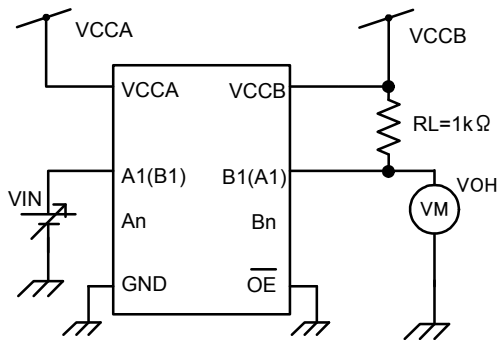 VCCA
VCCB
VCCA
VCCB
RL=1kΩ
A1(B1)
B1(A1)
VIN
VOH
VM
An
Bn
GND
OE